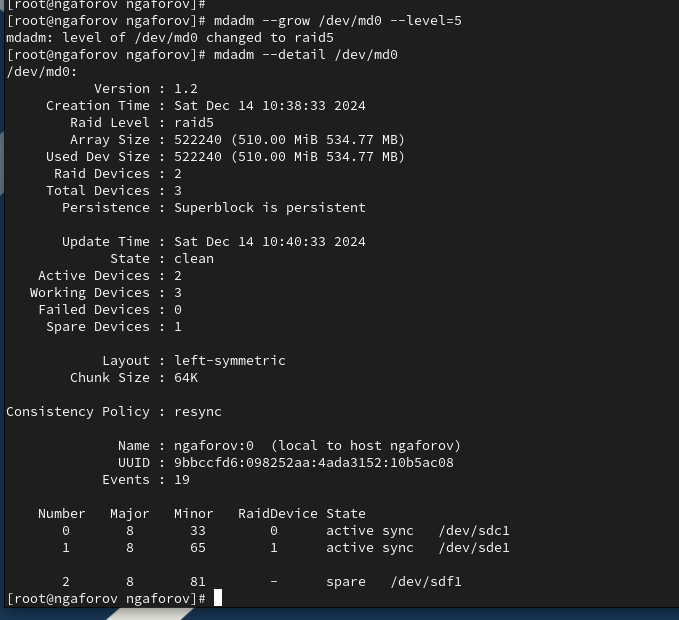 [root@ngaforov ngaforov]#
[root@ngaforov ngaforov]# mdadm --grow /dev/md0 --level=5
mdadm: level of /dev/md0 changed to raid5
[root@ngaforov ngaforov]# mdadm --detail /dev/md0
/dev/md0:
           Version : 1.2
     Creation Time : Sat Dec 14 10:38:33 2024
        Raid Level : raid5
        Array Size : 522240 (510.00 MiB 534.77 MB)
     Used Dev Size : 522240 (510.00 MiB 534.77 MB)
      Raid Devices : 2
     Total Devices : 3
       Persistence : Superblock is persistent

       Update Time : Sat Dec 14 10:40:33 2024
             State : clean
    Active Devices : 2
   Working Devices : 3
    Failed Devices : 0
     Spare Devices : 1

            Layout : left-symmetric
        Chunk Size : 64K

Consistency Policy : resync

              Name : ngaforov:0  (local to host ngaforov)
              UUID : 9bbccfd6:098252aa:4ada3152:10b5ac08
            Events : 19

    Number   Major   Minor   RaidDevice State
       0       8       33        0      active sync   /dev/sdc1
       1       8       65        1      active sync   /dev/sde1

       2       8       81        -      spare   /dev/sdf1
[root@ngaforov ngaforov]#